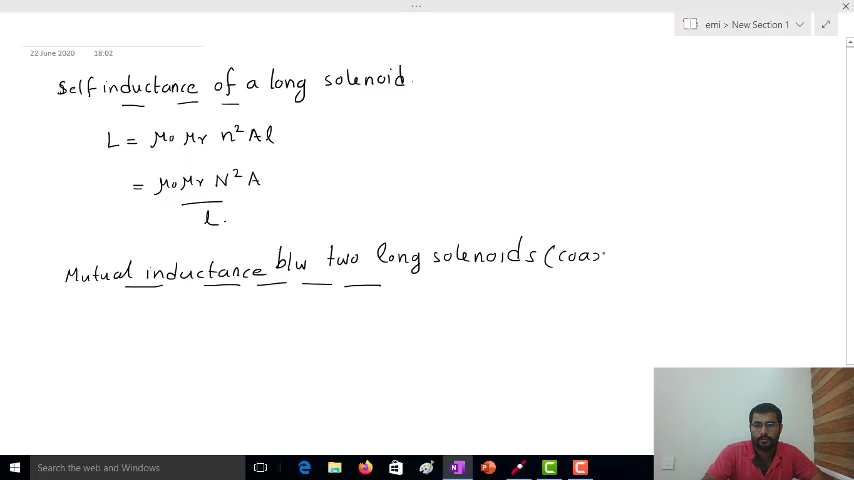 emi > New Section 1
22 June 2020 18:02
Self inductance of a long solenoid.
L = μ₀ μr n² A l
= μ₀ μr N² A
l.
Mutual inductance b/w two long solenoids (coax
Search the web and Windows